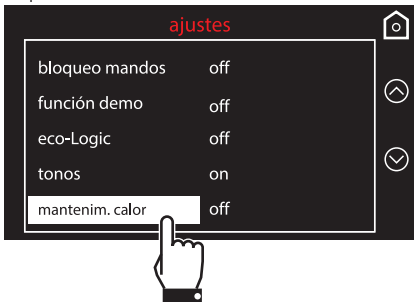 ajustes
bloqueo mandos off
función demo off
eco-Logic off
tonos on
mantenim. calor off